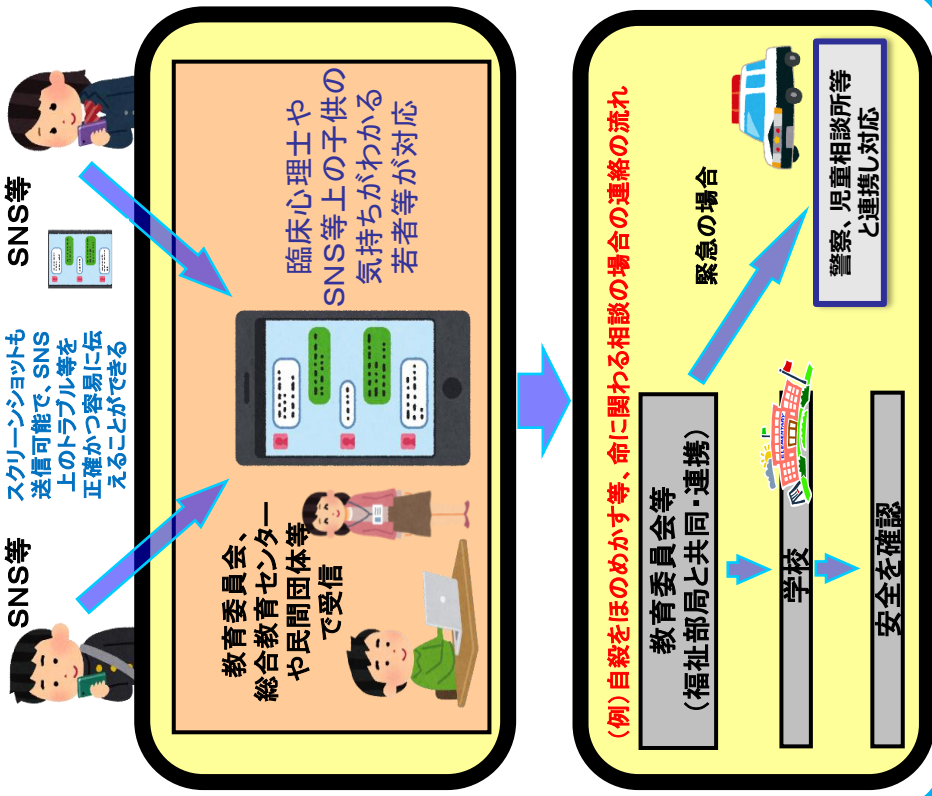 SNS等
スクリーンショットも
送信可能で、SNS
上のトラブル等を
正確かつ容易に伝
えることができる
SNS等
教育委員会、
総合教育センター
や民間団体等
で受信
臨床心理士や
SNS等上の子供の
気持ちがわかる
若者等が対応
(例)自殺をほのめかす等、命に関わる相談の場合の連絡の流れ
教育委員会等
(福祉部局と共同・連携)
緊急の場合
警察、児童相談所等
と連携し対応
ELEMENTARY
学校
安全を確認